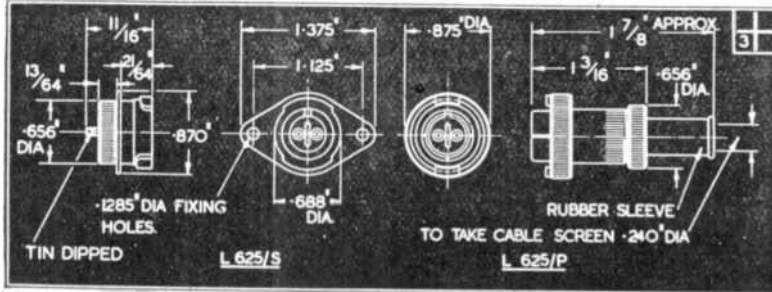 11/16"
21/64"
13/64"
.656" DIA
.870"
TIN DIPPED
1.375"
1.125"
.1285" DIA FIXING
HOLES.
.688"
DIA.
L 625/S
.875" DIA.
1 7/8" APPROX
1 3/16"
.656"
DIA.
RUBBER SLEEVE
TO TAKE CABLE SCREEN .240" DIA
L 625/P
3